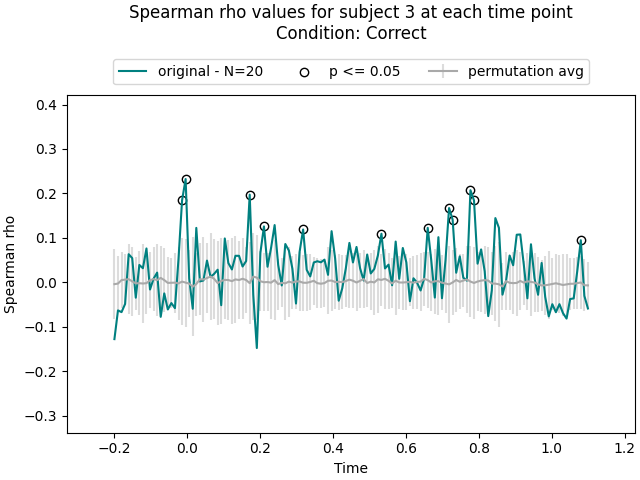 Spearman rho values for subject 3 at each time point
Condition: Correct
original - N=20
p <= 0.05
permutation avg
0.4
0.3
0.2
0.1
0.0
−0.1
−0.2
−0.3
Spearman rho
−0.2
0.0
0.2
0.4
0.6
0.8
1.0
1.2
Time